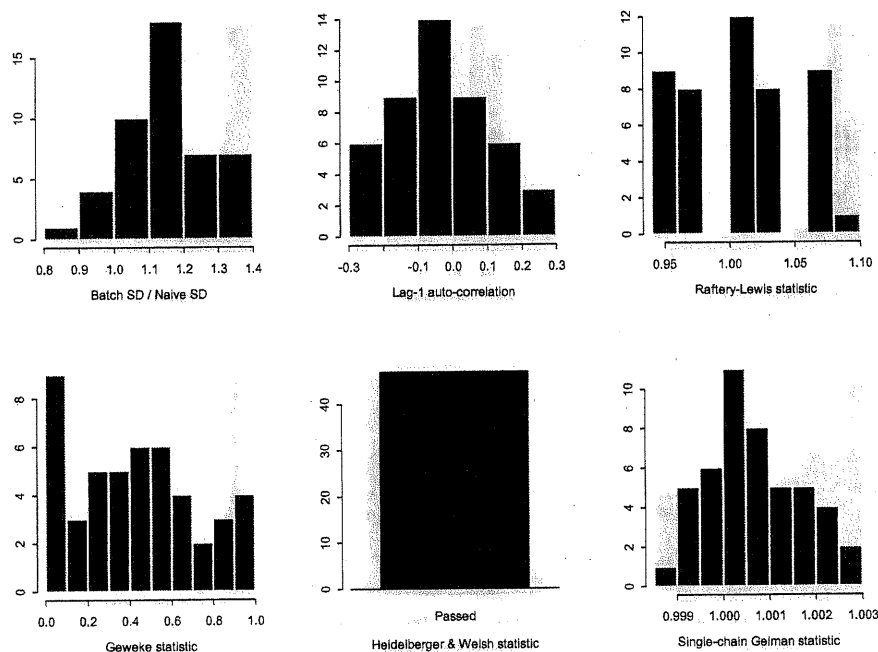 15
10
5
0
0.8 0.9 1.0 1.1 1.2 1.3 1.4
Batch SD / Naive SD
14
12
10
8
6
4
2
0
-0.3 -0.1 0.0 0.1 0.2 0.3
Lag-1 auto-correlation
12
10
8
6
4
2
0
0.95 1.00 1.05 1.10
Raftery-Lewis statistic
8
6
4
2
0
0.0 0.2 0.4 0.6 0.8 1.0
Geweke statistic
40
30
20
10
0
Passed
Heidelberger & Welsh statistic
10
8
6
4
2
0
0.999 1.000 1.001 1.002 1.003
Single-chain Gelman statistic